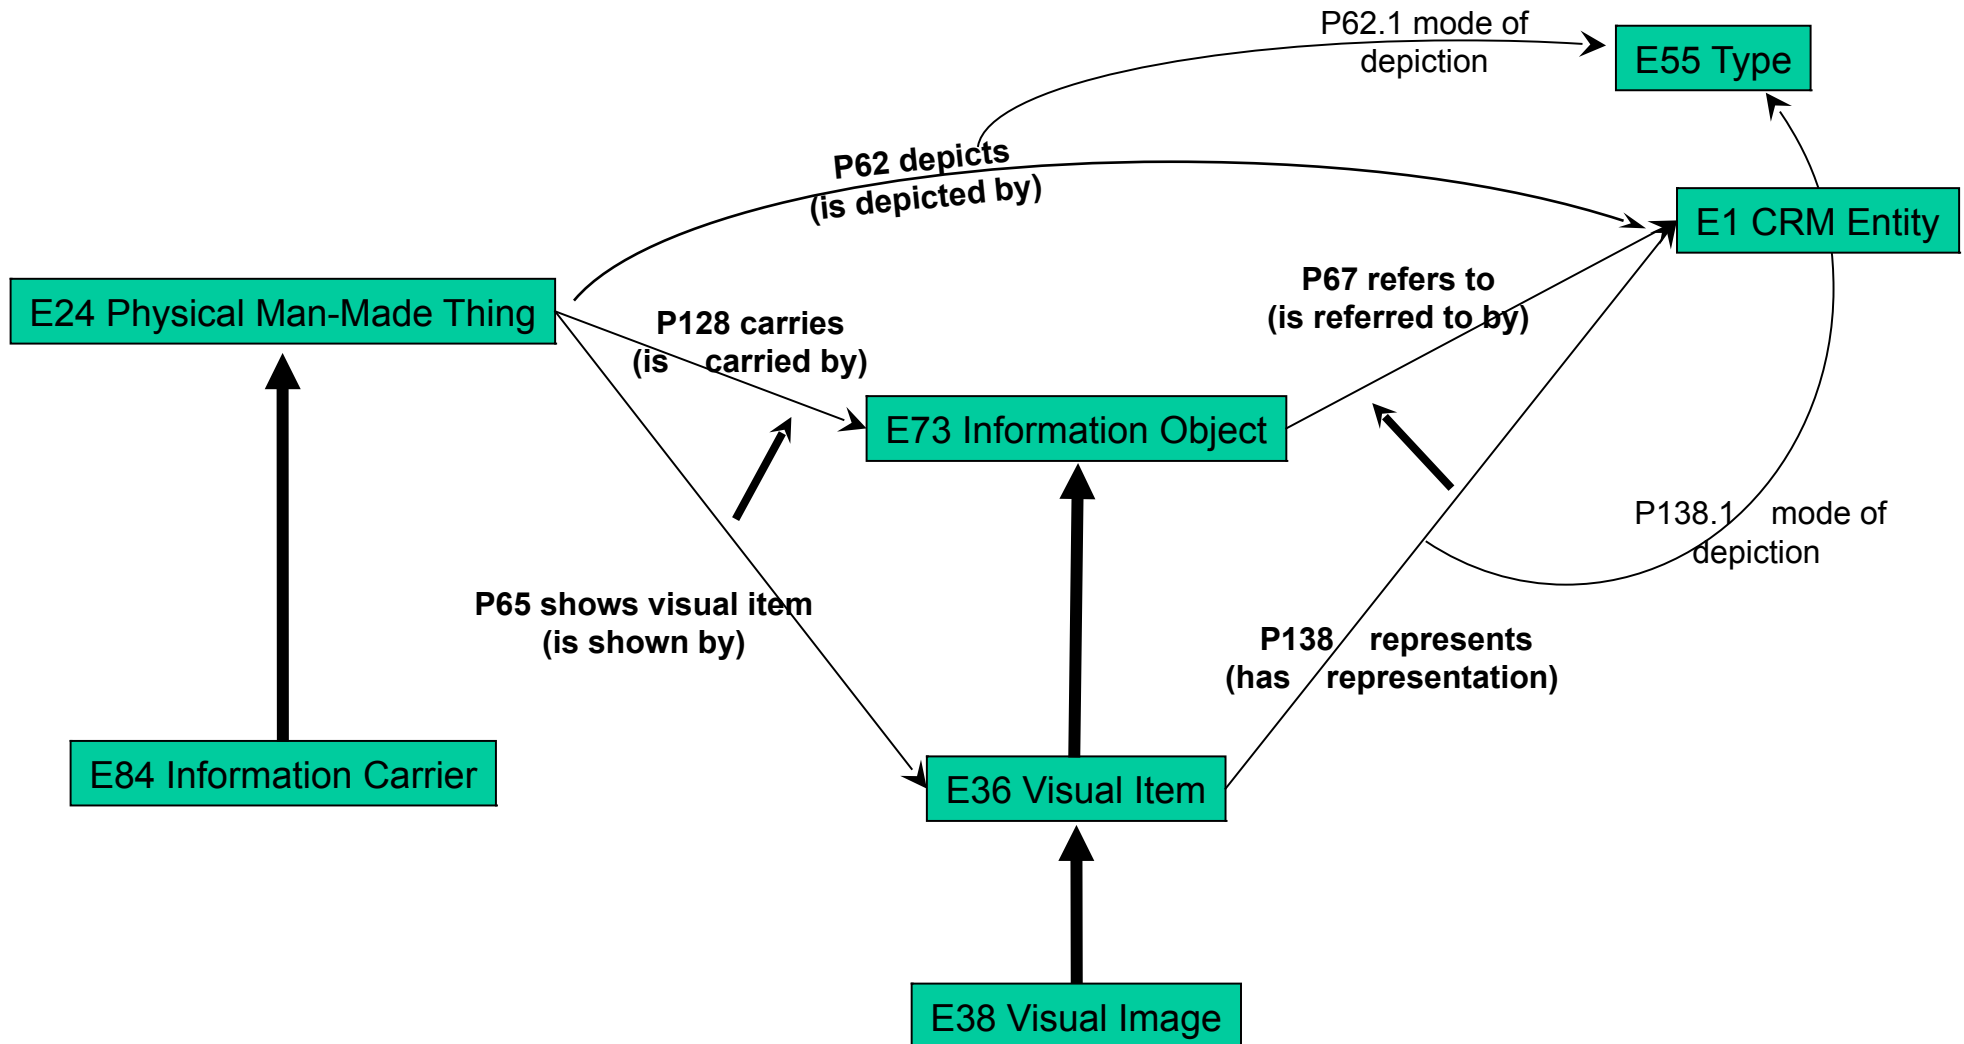 P62.1 mode of
depiction
E55 Type
P62 depicts
(is depicted by)
E1 CRM Entity
E24 Physical Man-Made Thing
P128 carries
(is carried by)
P67 refers to
(is referred to by)
E73 Information Object
P138.1 mode of
depiction
P65 shows visual item
(is shown by)
P138 represents
(has representation)
E84 Information Carrier
E36 Visual Item
E38 Visual Image